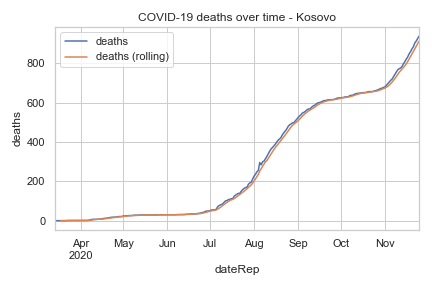 COVID-19 deaths over time - Kosovo
deaths
deaths (rolling)
800
600
400
200
0
deaths
Apr May Jun Jul Aug Sep Oct Nov
2020
dateRep